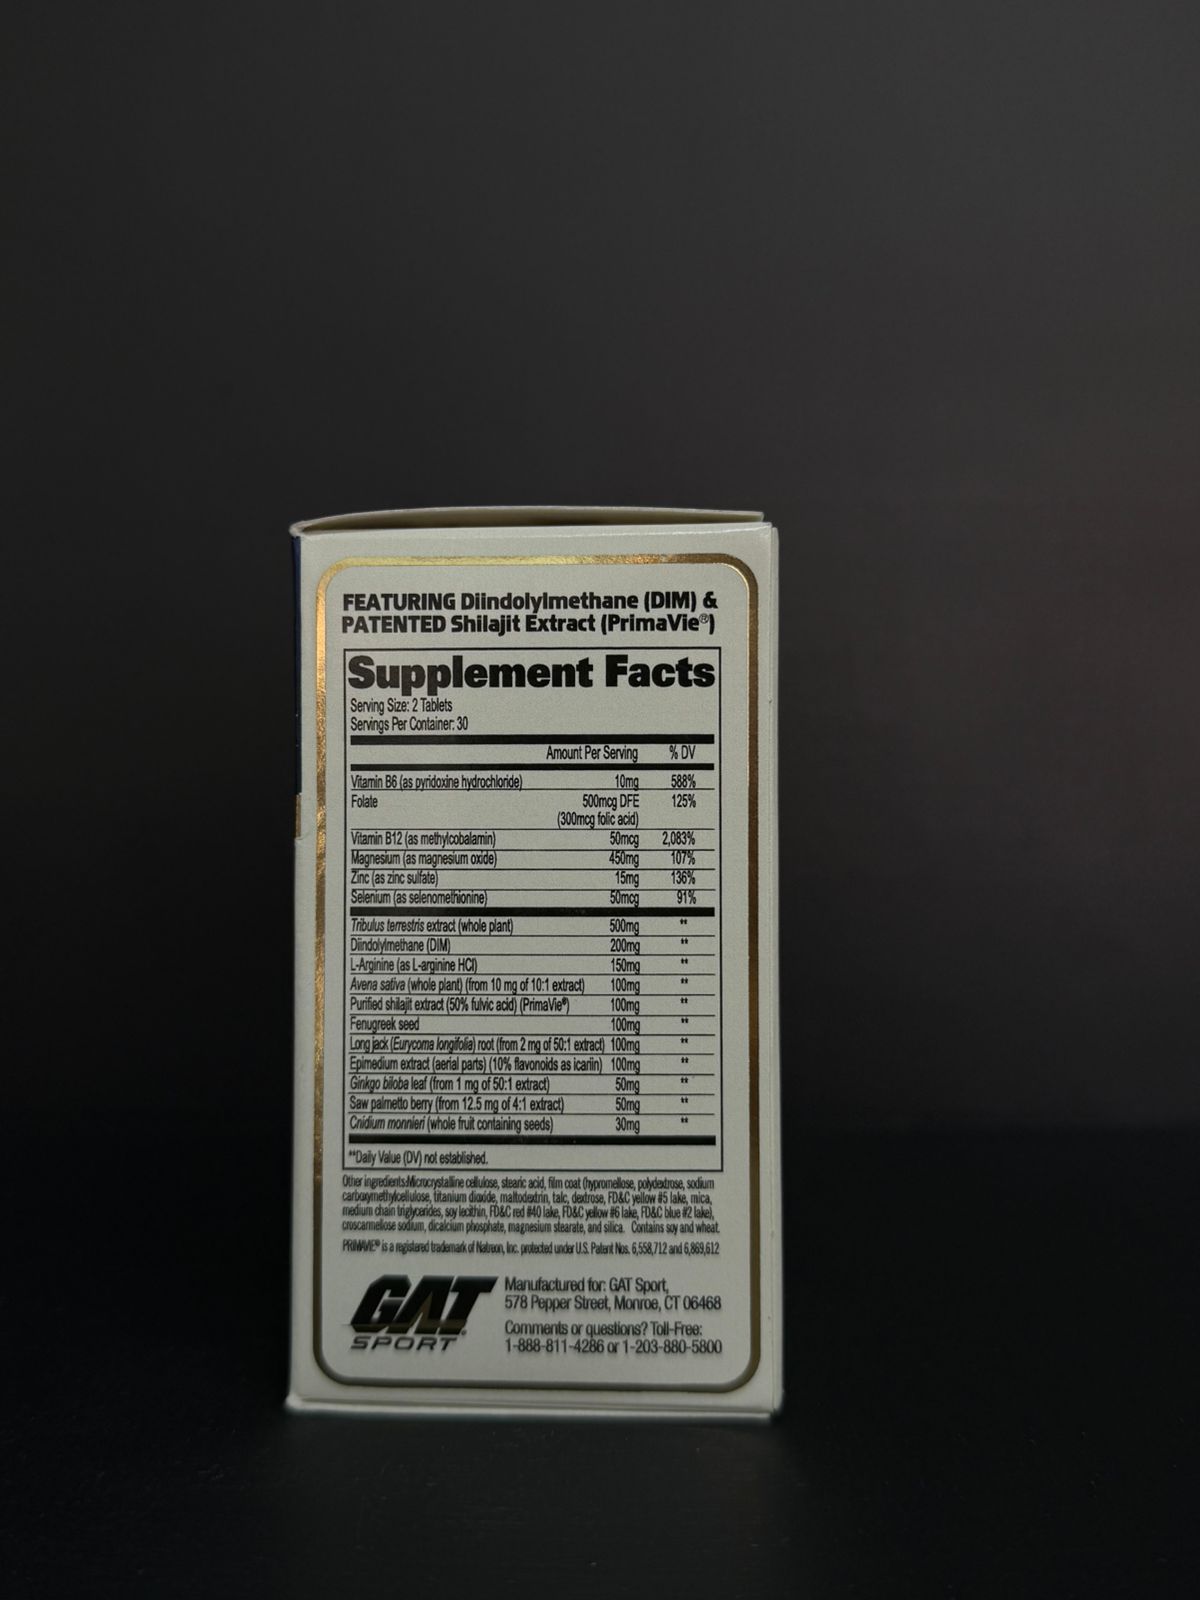 FEATURING Diindolylmethane (DIM) &
PATENTED Shilajit Extract (PrimaVie®)
Supplement Facts
Serving Size: 2 Tablets
Servings Per Container: 30
Amount Per Serving % DV
Vitamin B6 (as pyridoxine hydrochloride) 10mg 588%
Folate 500mcg DFE 125%
(300mcg folic acid)
Vitamin B12 (as methylcobalamin) 50mcg 2,083%
Magnesium (as magnesium oxide) 450mg 107%
Zinc (as zinc sulfate) 15mg 136%
Selenium (as selenomethionine) 50mcg 91%
Tribulus terrestris extract (whole plant) 500mg **
Diindolylmethane (DIM) 200mg **
L-Arginine (as L-arginine HCl) 150mg **
Avena sativa (whole plant) (from 10 mg of 10:1 extract) 100mg **
Purified shilajit extract (50% fulvic acid) (PrimaVie®) 100mg **
Fenugreek seed 100mg **
Long jack (Eurycoma longifolia) root (from 2 mg of 50:1 extract) 100mg **
Epimedium extract (aerial parts) (10% flavonoids as icariin) 100mg **
Ginkgo biloba leaf (from 1 mg of 50:1 extract) 50mg **
Saw palmetto berry (from 12.5 mg of 4:1 extract) 50mg **
Cnidium monnieri (whole fruit containing seeds) 30mg **
**Daily Value (DV) not established.
Other ingredients:Microcrystalline cellulose, stearic acid, film coat (hypromellose, polydextrose, sodium
carboxymethylcellulose, titanium dioxide, maltodextrin, talc, dextrose, FD&C yellow #5 lake, mica,
medium chain triglycerides, soy lecithin, FD&C red #40 lake, FD&C yellow #6 lake, FD&C blue #2 lake),
croscarmellose sodium, dicalcium phosphate, magnesium stearate, and silica. Contains soy and wheat.
PRIMAVIE® is a registered trademark of Natreon, Inc. protected under U.S. Patent Nos. 6,558,712 and 6,869,612
GAT
SPORT
Manufactured for: GAT Sport,
578 Pepper Street, Monroe, CT 06468
Comments or questions? Toll-Free:
1-888-811-4286 or 1-203-880-5800